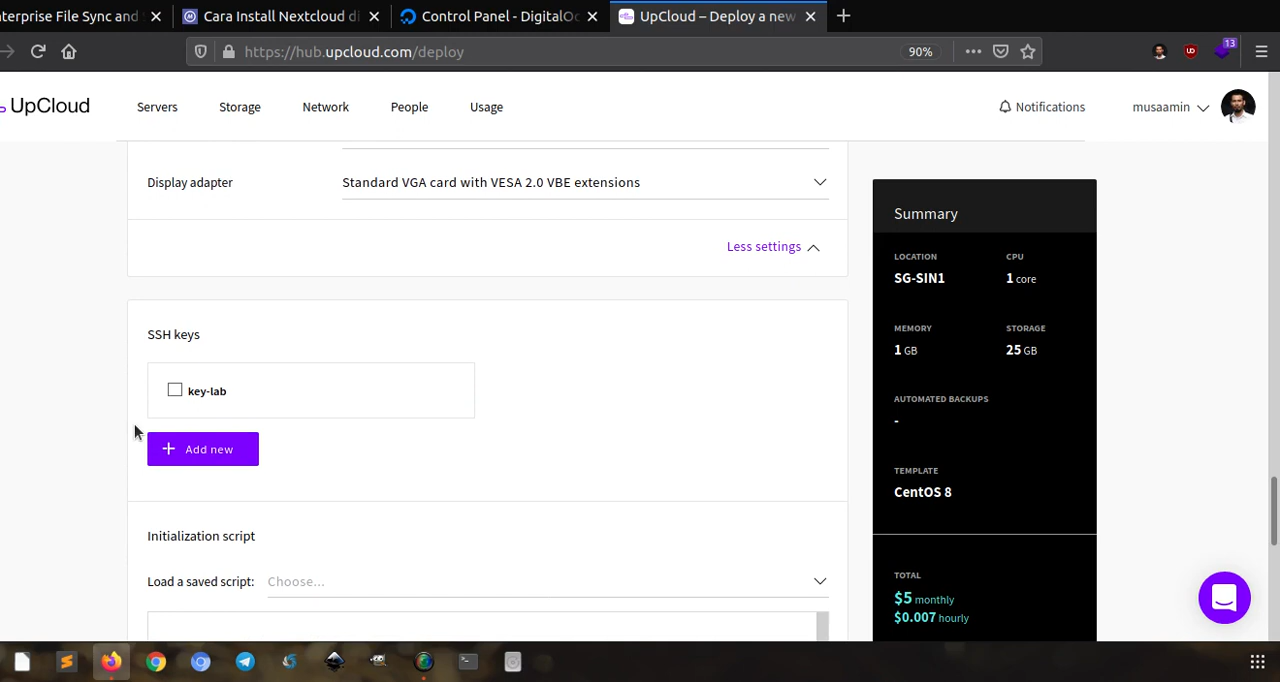 nterprise File Sync and
Cara Install Nextcloud di
Control Panel - DigitalOc
UpCloud – Deploy a new
https://hub.upcloud.com/deploy
90%
13
UpCloud
Servers
Storage
Network
People
Usage
Notifications
musaamin
Display adapter
Standard VGA card with VESA 2.0 VBE extensions
Less settings
SSH keys
key-lab
+ Add new
Initialization script
Load a saved script:
Choose...
Summary
LOCATION
CPU
SG-SIN1
1 core
MEMORY
STORAGE
1 GB
25 GB
AUTOMATED BACKUPS
-
TEMPLATE
CentOS 8
TOTAL
$5 monthly
$0.007 hourly